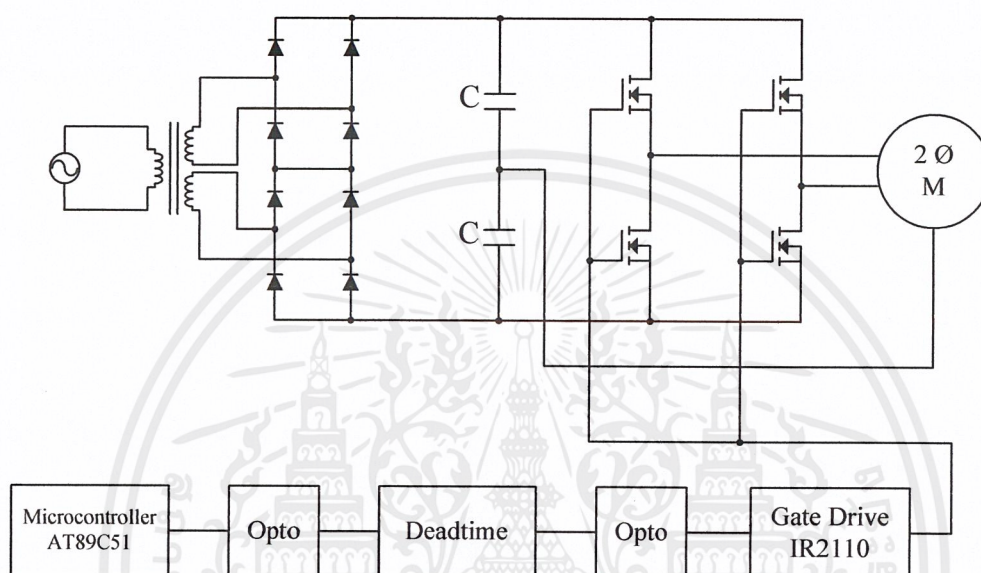 C
C
2 Ø
M
Microcontroller
AT89C51
Opto
Deadtime
Opto
Gate Drive
IR2110